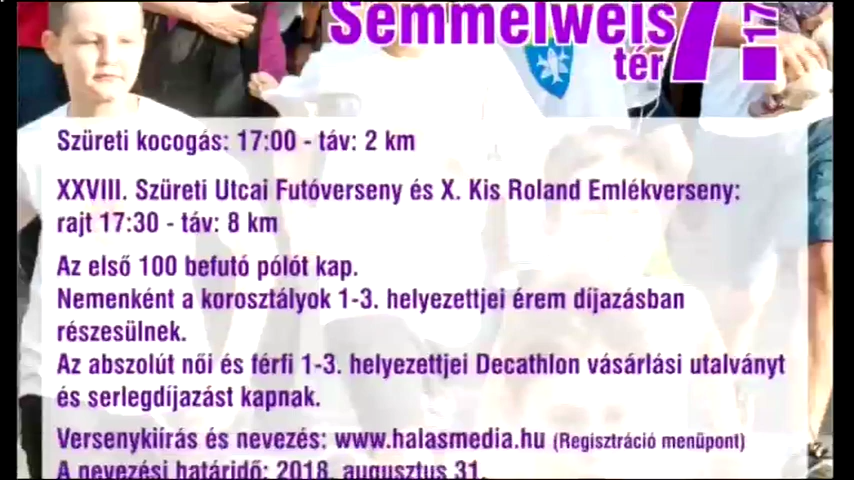 Semmelweis
tér
7.
17
Szüreti kocogás: 17:00 - táv: 2 km
XXVIII. Szüreti Utcai Futóverseny és X. Kis Roland Emlékverseny:
rajt 17:30 - táv: 8 km
Az első 100 befutó pólót kap.
Nemenként a korosztályok 1-3. helyezettjei érem díjazásban
részesülnek.
Az abszolút női és férfi 1-3. helyezettjei Decathlon vásárlási utalványt
és serlegdíjazást kapnak.
Versenykiírás és nevezés: www.halasmedia.hu (Regisztráció menüpont)
A nevezési határidő: 2018. augusztus 31.